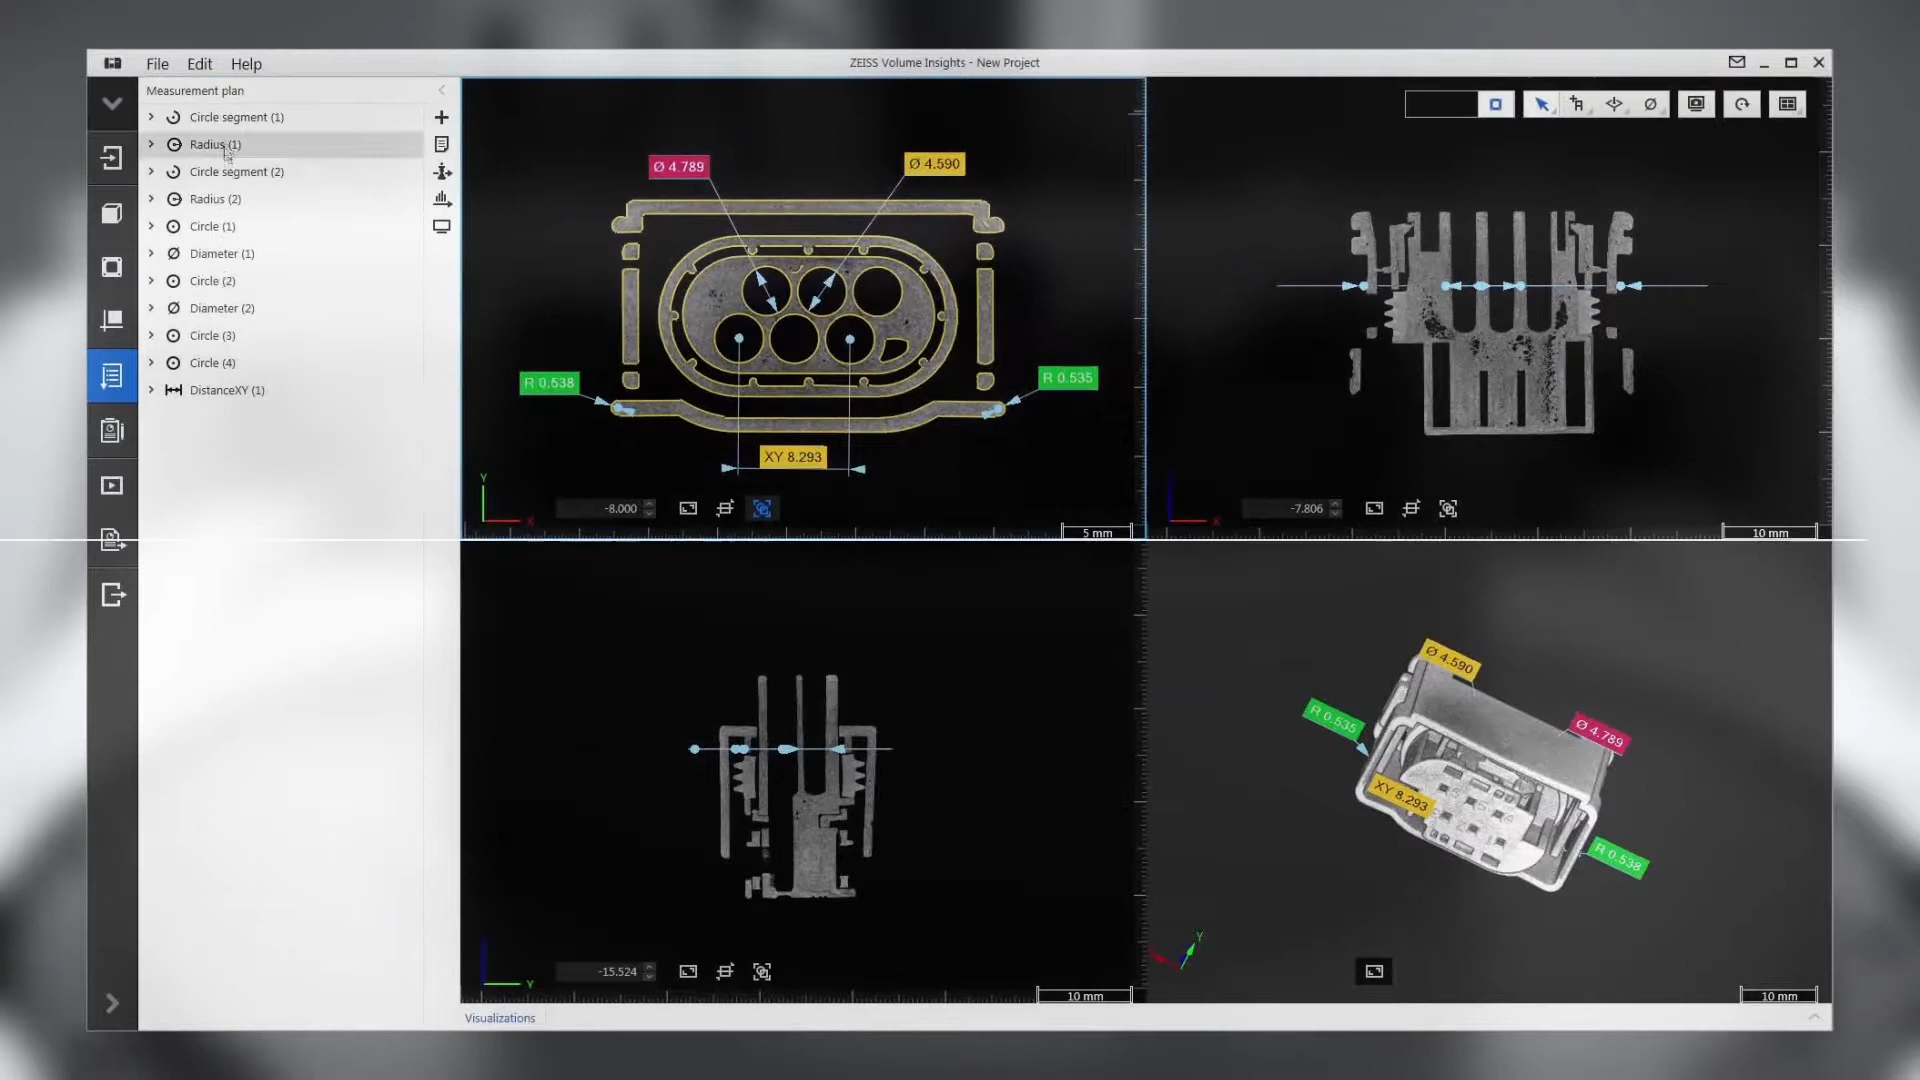 File Edit Help
ZEISS Volume Insights - New Project
Measurement plan
Circle segment (1)
Radius (1)
Circle segment (2)
Radius (2)
Circle (1)
Diameter (1)
Circle (2)
Diameter (2)
Circle (3)
Circle (4)
DistanceXY (1)
Ø 4.789
Ø 4.590
R 0.538
R 0.535
XY 8.293
Y
X
-8.000
5 mm
X
-7.806
10 mm
Y
-15.524
10 mm
Ø 4.590
R 0.535
Ø 4.789
XY 8.293
R 0.538
Y
10 mm
Visualizations